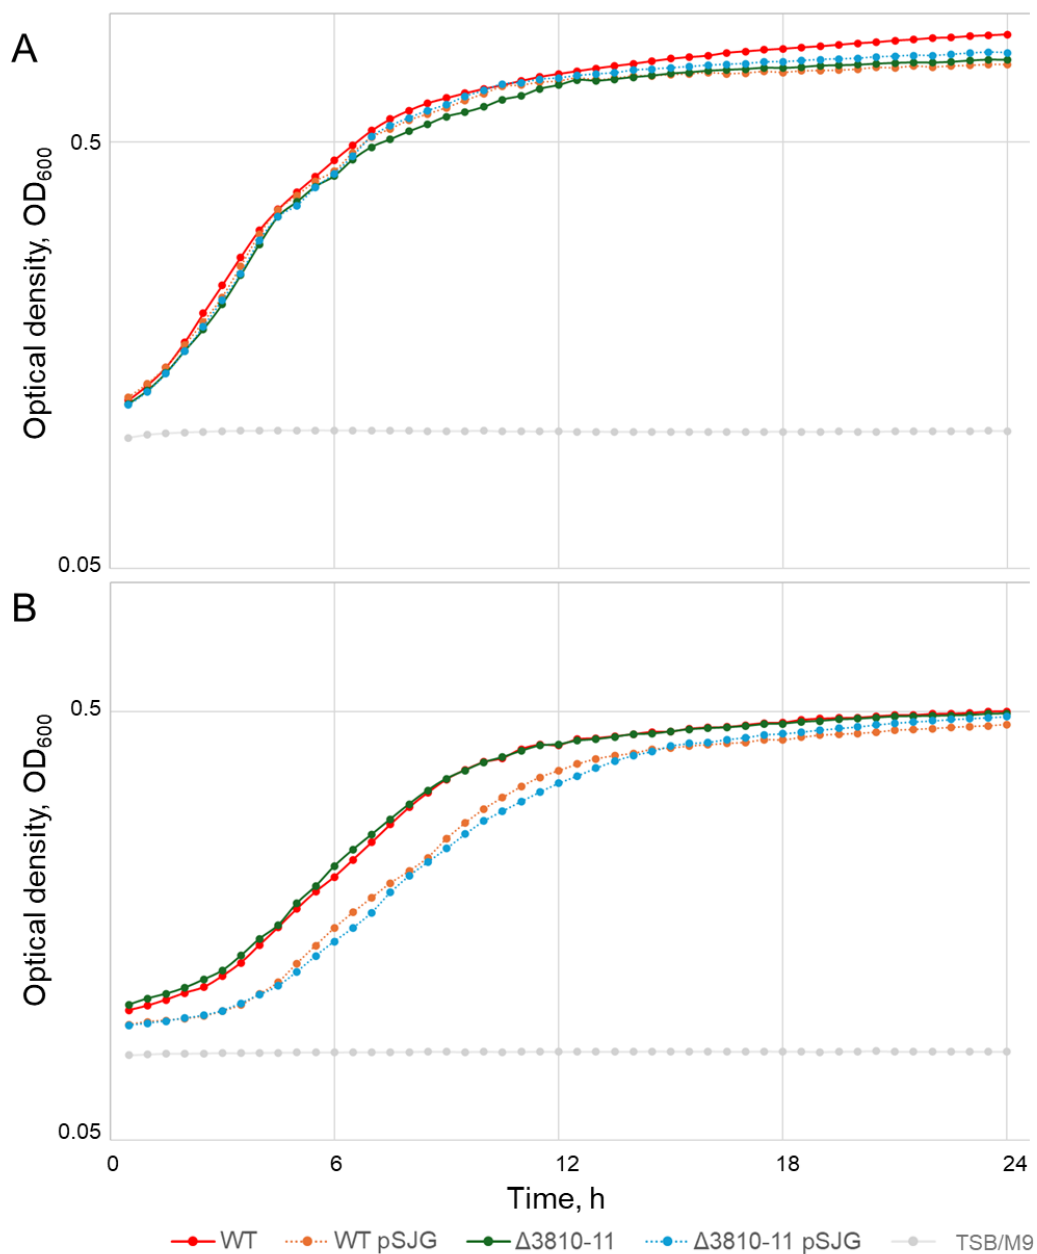 A
0.5
Optical density, OD600
0.05
B
0.5
Optical density, OD600
0.05
0 6 12 18 24
Time, h
WT WT pSJG Δ3810-11 Δ3810-11 pSJG TSB/M9